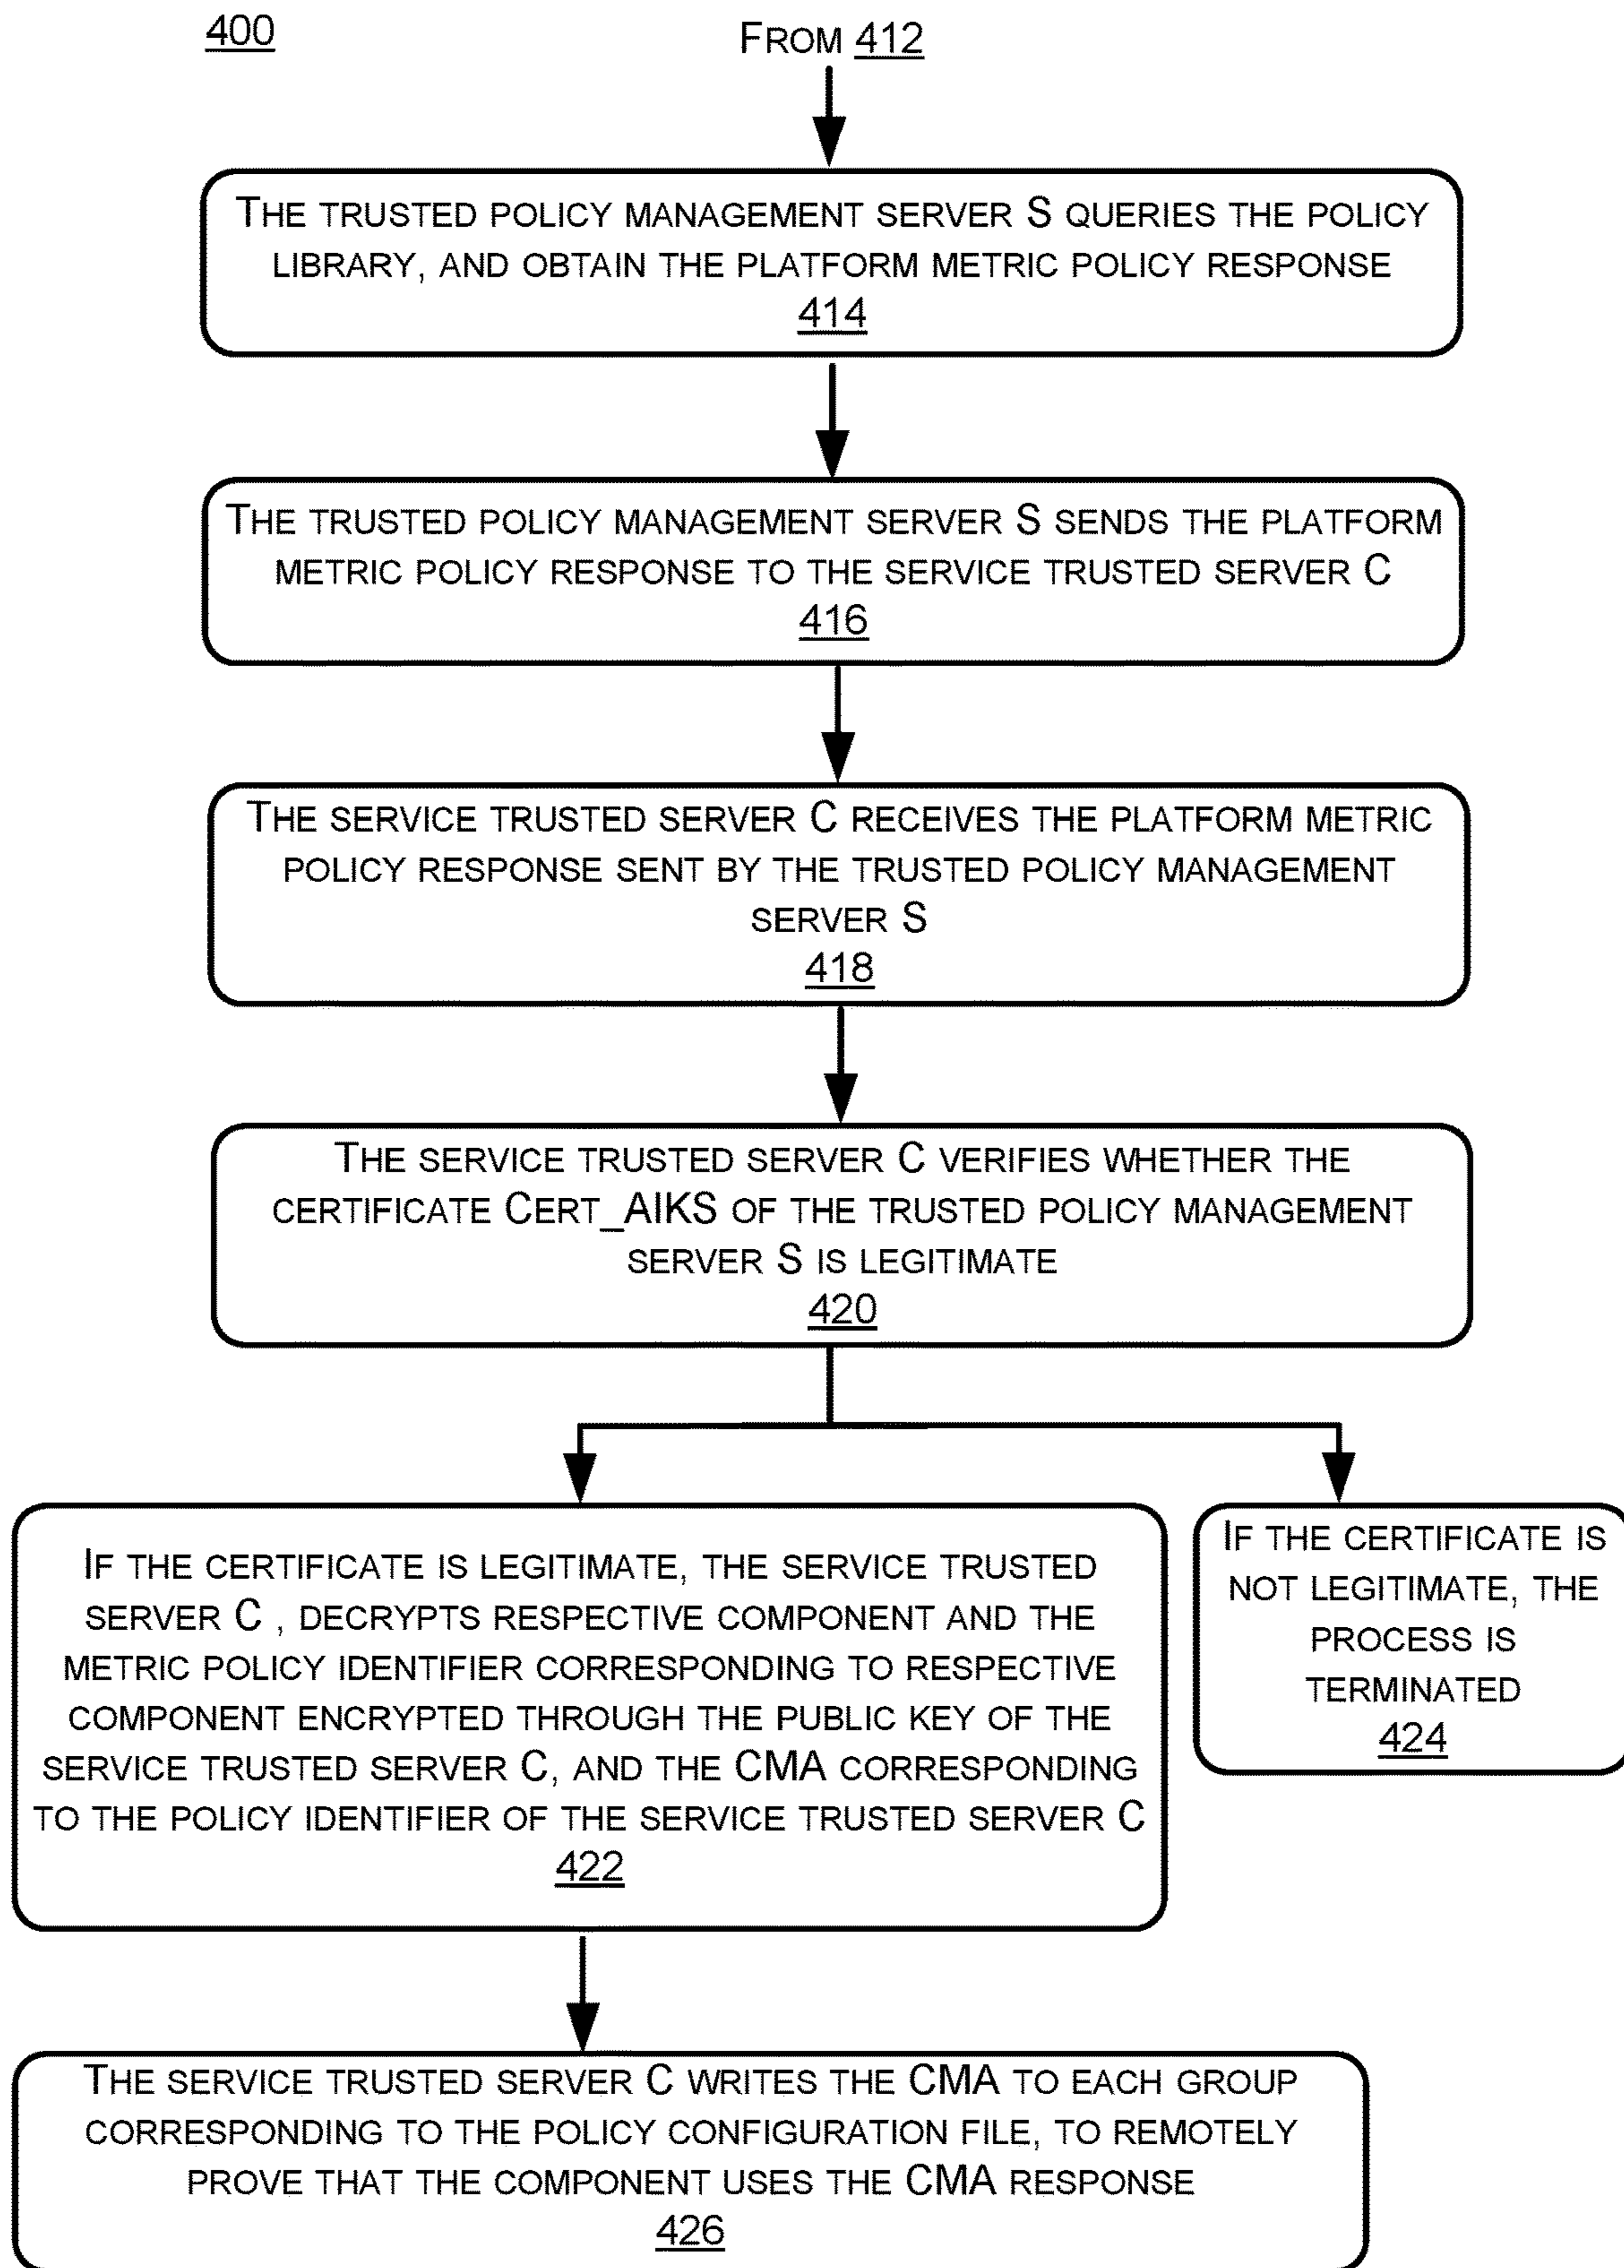 400
FROM 412
THE TRUSTED POLICY MANAGEMENT SERVER S QUERIES THE POLICY
LIBRARY, AND OBTAIN THE PLATFORM METRIC POLICY RESPONSE
414
THE TRUSTED POLICY MANAGEMENT SERVER S SENDS THE PLATFORM
METRIC POLICY RESPONSE TO THE SERVICE TRUSTED SERVER C
416
THE SERVICE TRUSTED SERVER C RECEIVES THE PLATFORM METRIC
POLICY RESPONSE SENT BY THE TRUSTED POLICY MANAGEMENT
SERVER S
418
THE SERVICE TRUSTED SERVER C VERIFIES WHETHER THE
CERTIFICATE CERT_AIKS OF THE TRUSTED POLICY MANAGEMENT
SERVER S IS LEGITIMATE
420
IF THE CERTIFICATE IS LEGITIMATE, THE SERVICE TRUSTED
SERVER C , DECRYPTS RESPECTIVE COMPONENT AND THE
METRIC POLICY IDENTIFIER CORRESPONDING TO RESPECTIVE
COMPONENT ENCRYPTED THROUGH THE PUBLIC KEY OF THE
SERVICE TRUSTED SERVER C, AND THE CMA CORRESPONDING
TO THE POLICY IDENTIFIER OF THE SERVICE TRUSTED SERVER C
422
IF THE CERTIFICATE IS
NOT LEGITIMATE, THE
PROCESS IS
TERMINATED
424
THE SERVICE TRUSTED SERVER C WRITES THE CMA TO EACH GROUP
CORRESPONDING TO THE POLICY CONFIGURATION FILE, TO REMOTELY
PROVE THAT THE COMPONENT USES THE CMA RESPONSE
426